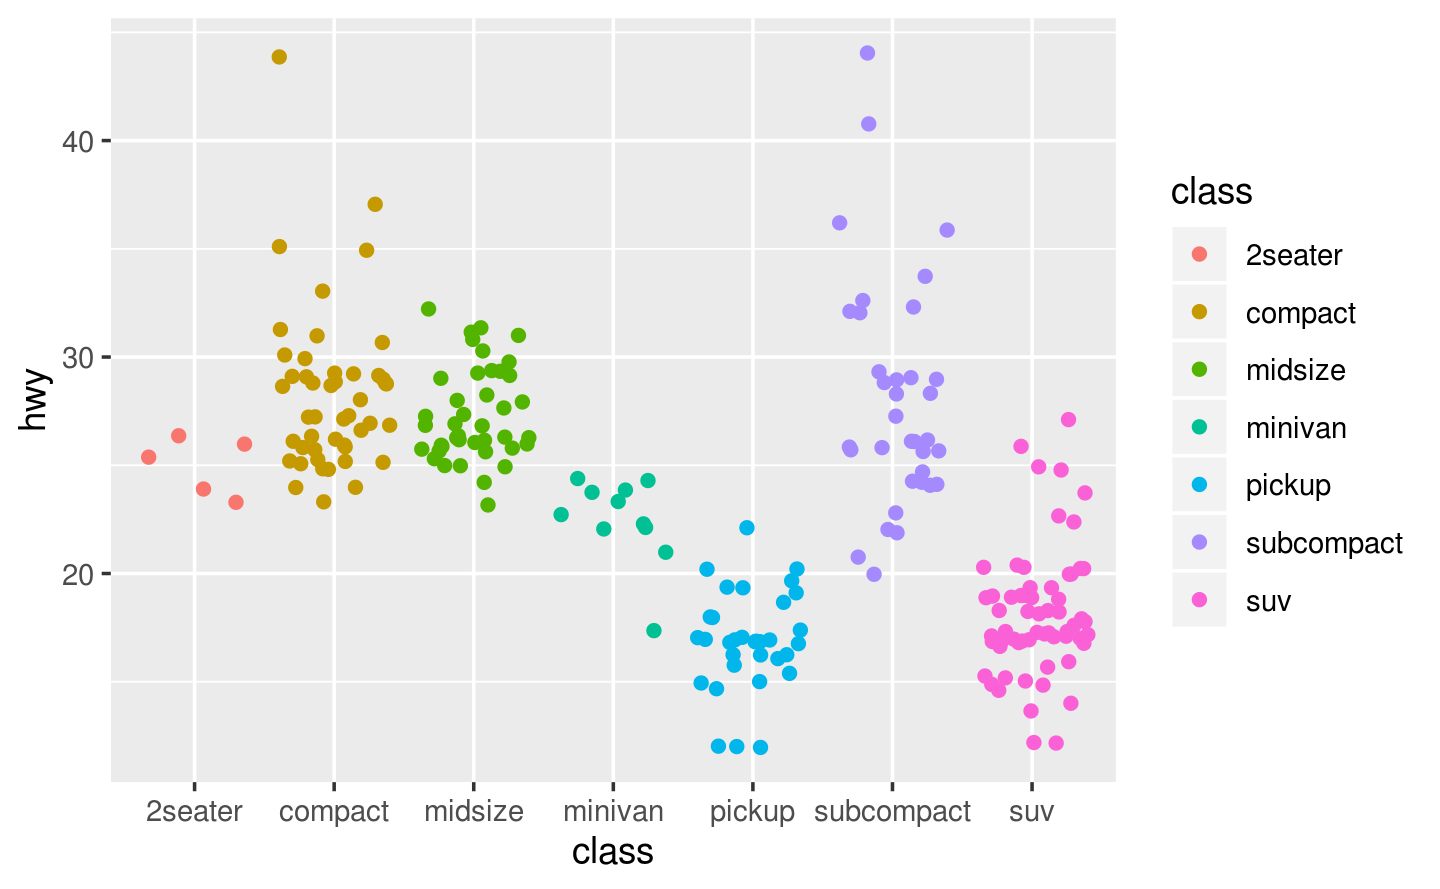 hwy
40
30
20
2seater compact midsize minivan pickup subcompact suv
class
class
2seater
compact
midsize
minivan
pickup
subcompact
suv